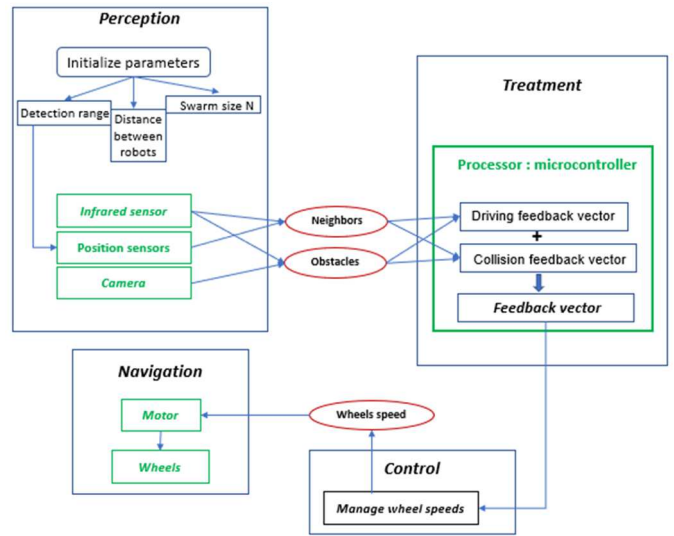 Perception
Initialize parameters
Detection range
Distance
between
robots
Swarm size N
Infrared sensor
Position sensors
Camera
Neighbors
Obstacles
Treatment
Processor : microcontroller
Driving feedback vector
+
Collision feedback vector
Feedback vector
Navigation
Motor
Wheels
Wheels speed
Control
Manage wheel speeds